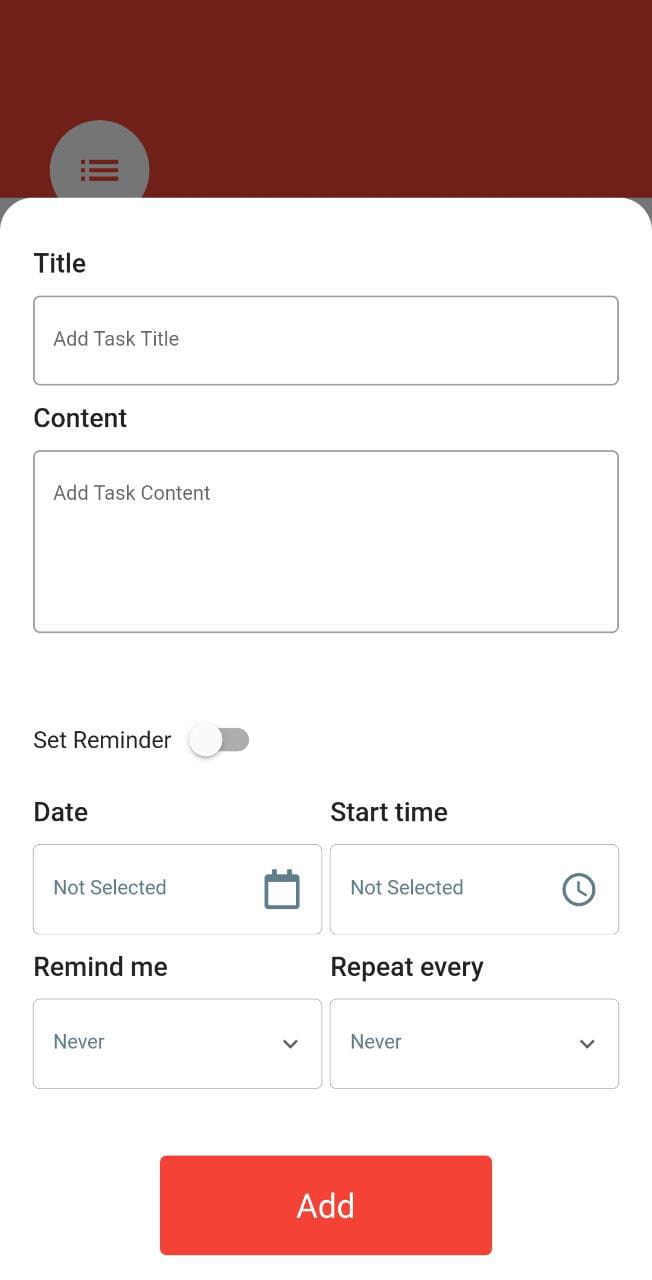 Title
Add Task Title
Content
Add Task Content
Set Reminder
Date Start time
Not Selected Not Selected
Remind me Repeat every
Never Never
Add